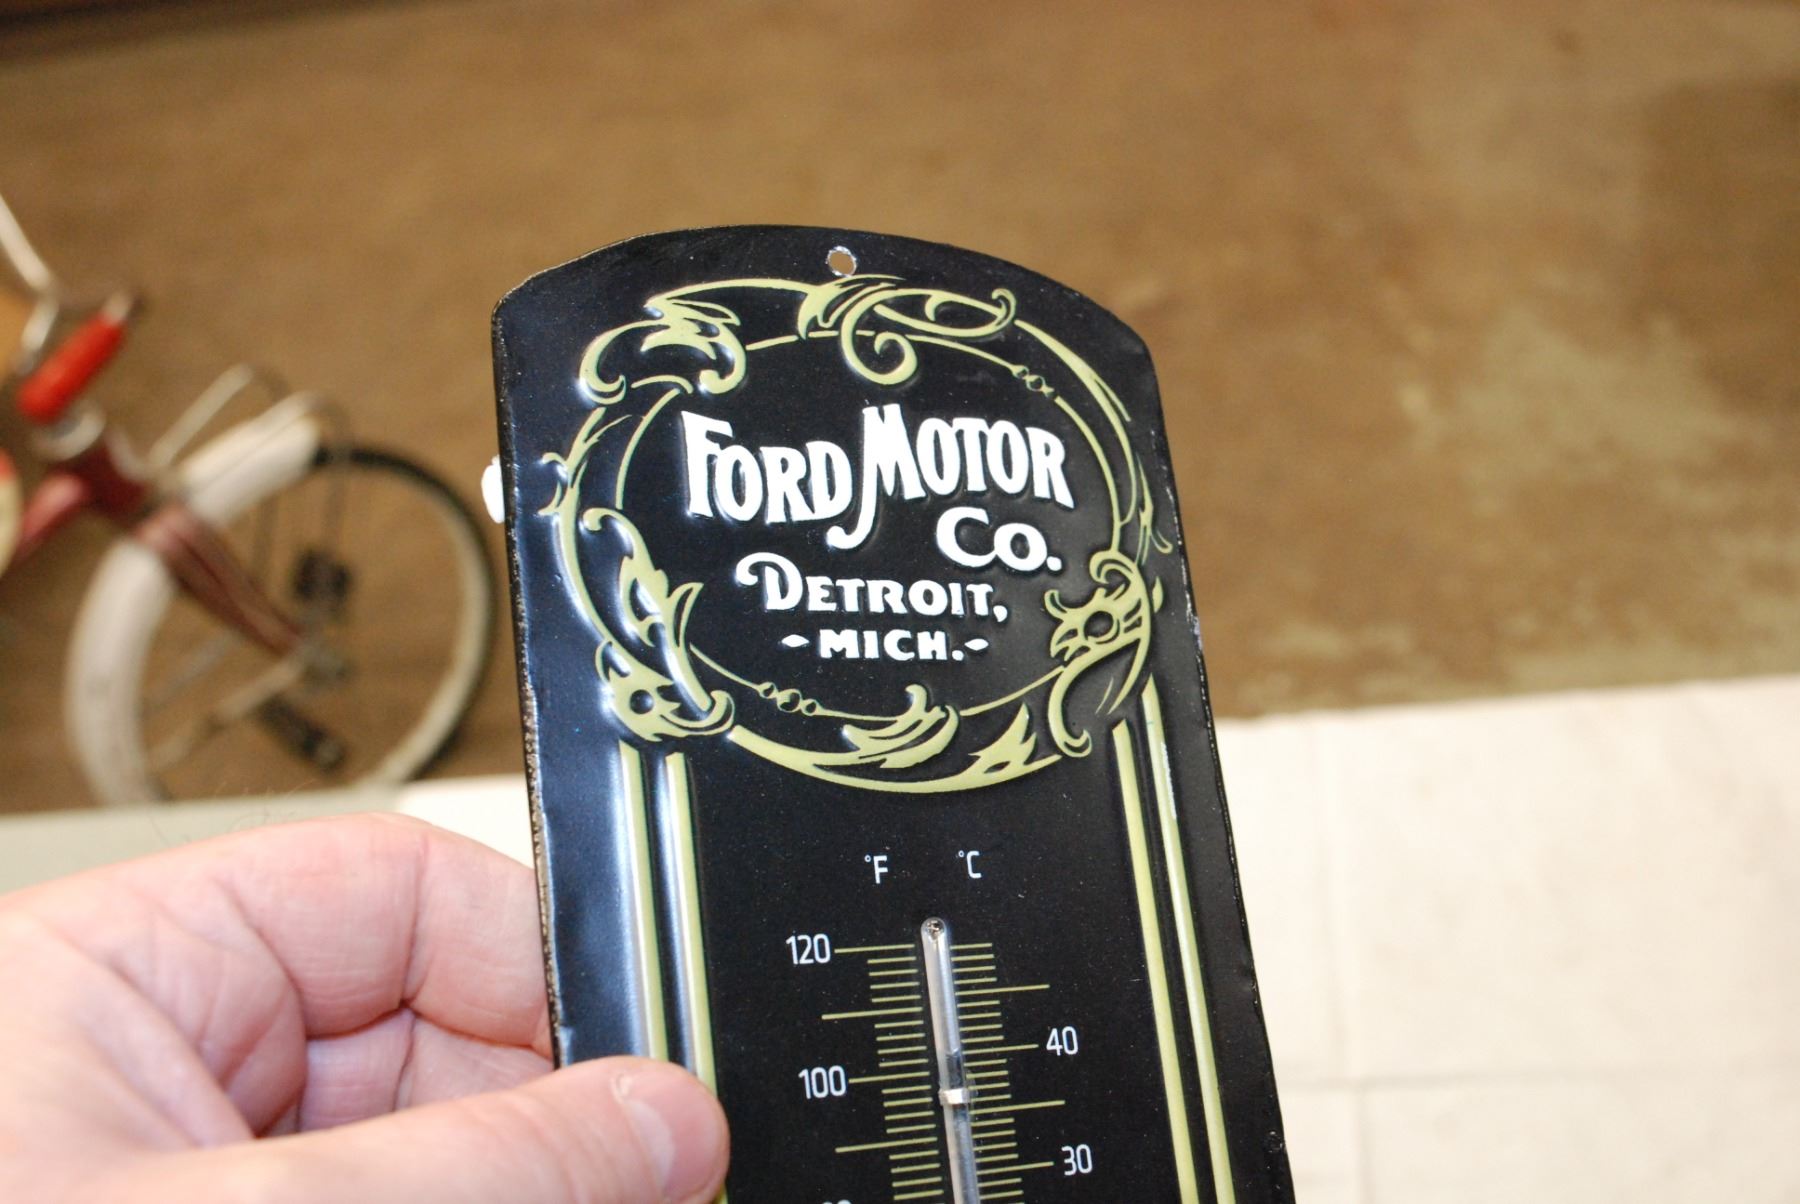 FORD MOTOR
CO.
DETROIT,
-MICH.-
°F °C
120
40
100
30